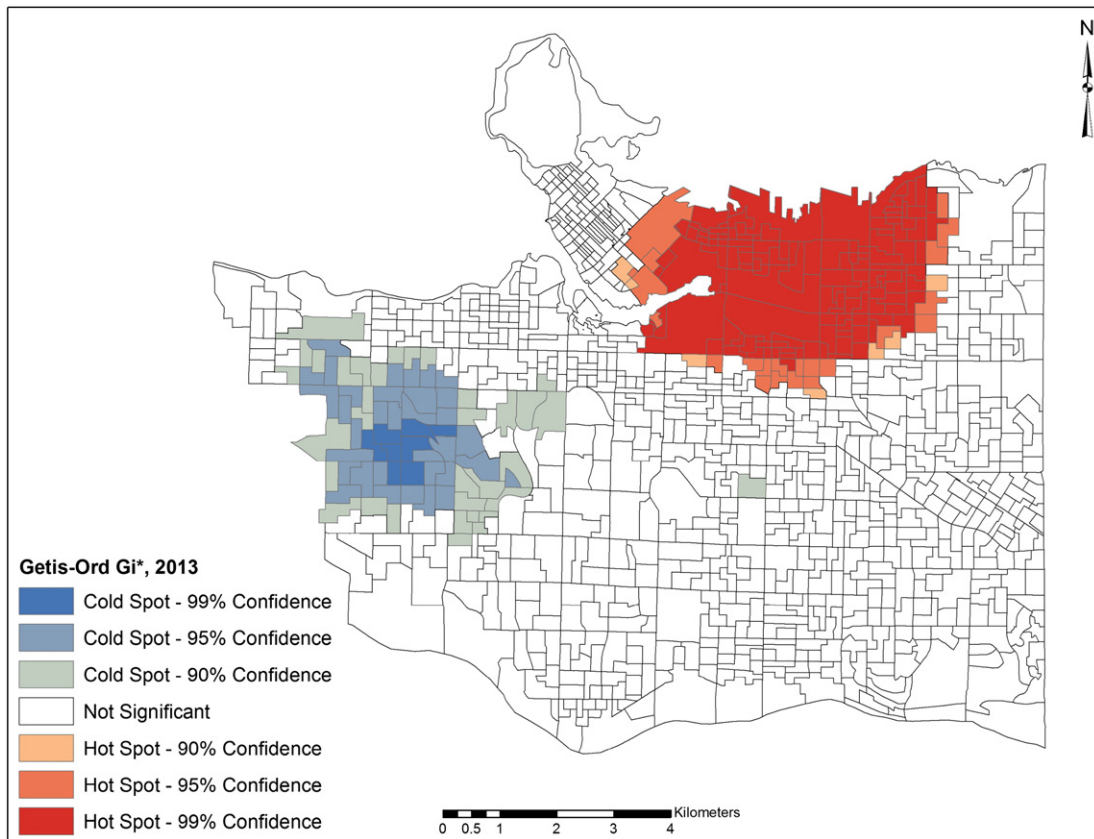 N
Getis-Ord Gi*, 2013
Cold Spot - 99% Confidence
Cold Spot - 95% Confidence
Cold Spot - 90% Confidence
Not Significant
Hot Spot - 90% Confidence
Hot Spot - 95% Confidence
Hot Spot - 99% Confidence
Kilometers
0 0.5 1 2 3 4